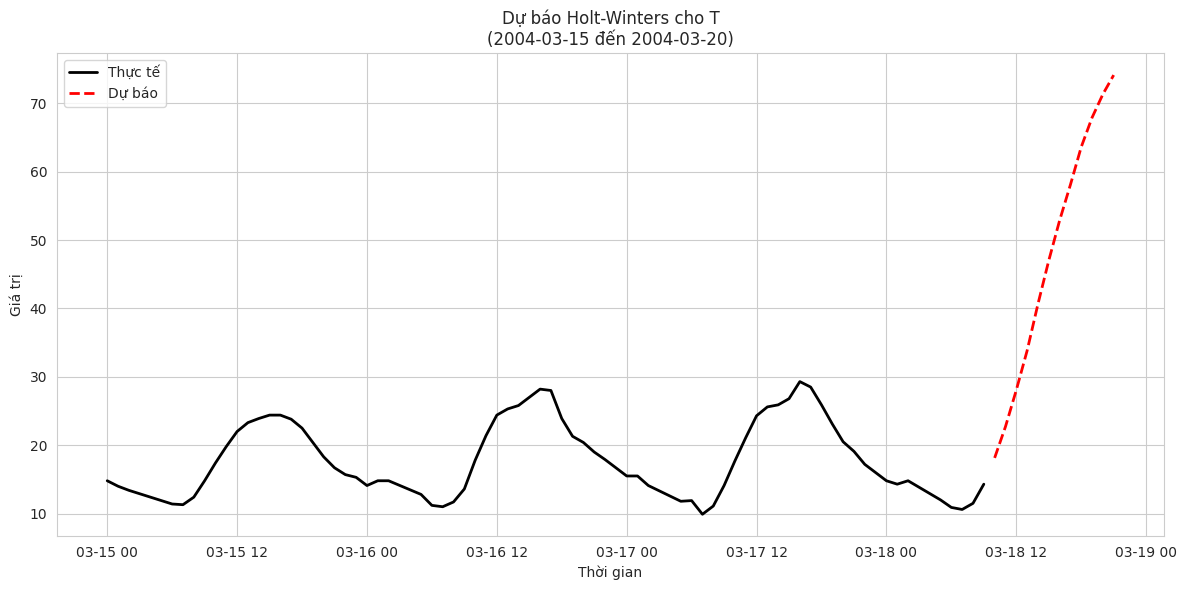 Dự báo Holt-Winters cho T
(2004-03-15 đến 2004-03-20)
Thực tế
Dự báo
Giá trị
70
60
50
40
30
20
10
03-15 00
03-15 12
03-16 00
03-16 12
03-17 00
03-17 12
03-18 00
03-18 12
03-19 00
Thời gian